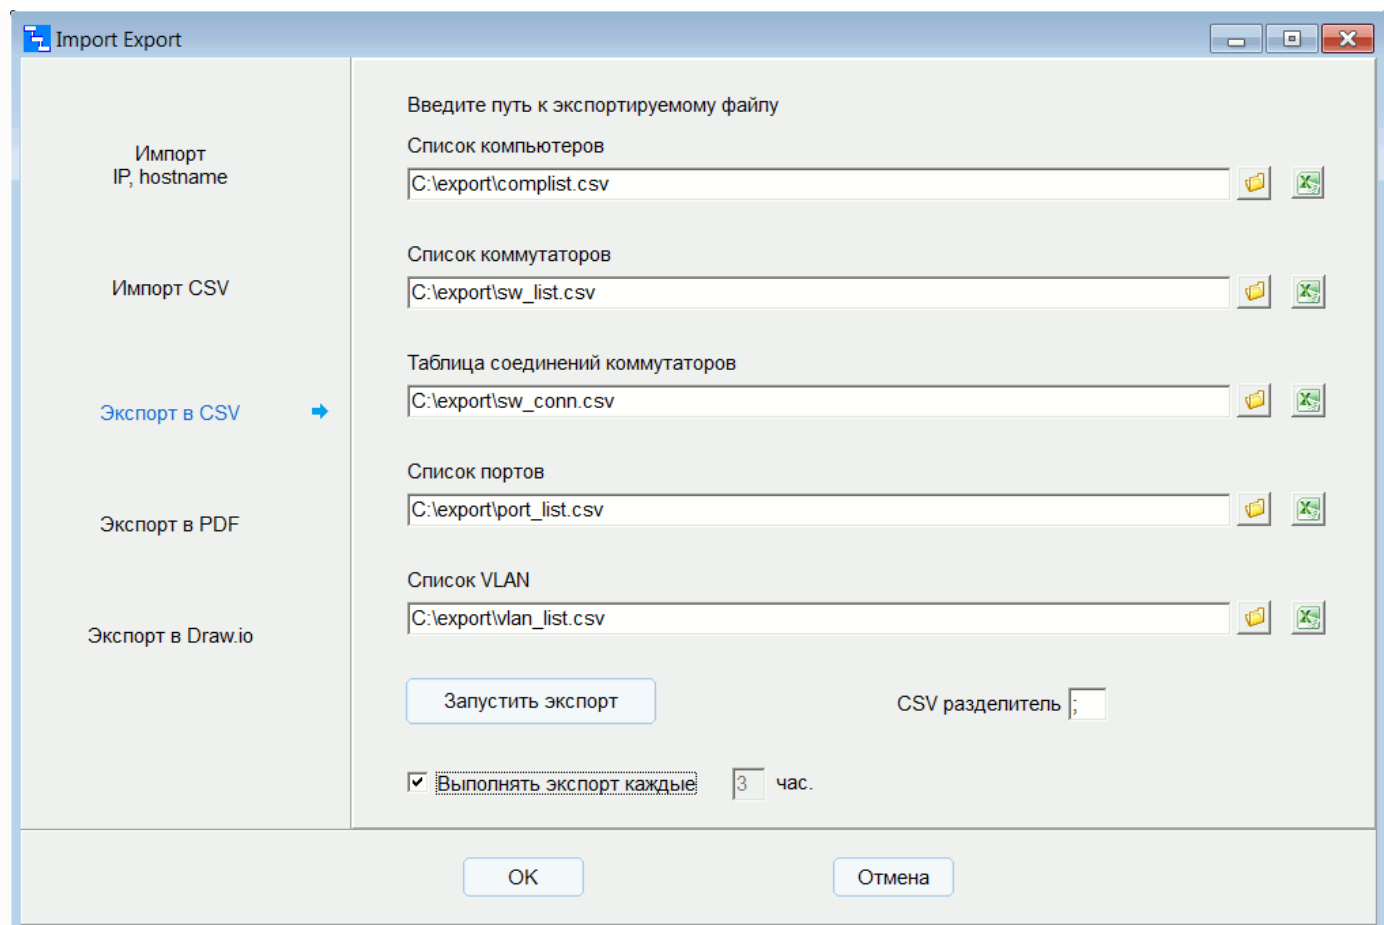 Import Export
Импорт
IP, hostname
Импорт CSV
Экспорт в CSV
Экспорт в PDF
Экспорт в Draw.io
Введите путь к экспортируемому файлу
Список компьютеров
C:\export\complist.csv
Список коммутаторов
C:\export\sw_list.csv
Таблица соединений коммутаторов
C:\export\sw_conn.csv
Список портов
C:\export\port_list.csv
Список VLAN
C:\export\vlan_list.csv
Запустить экспорт
CSV разделитель ;
Выполнять экспорт каждые 3 час.
OK
Отмена